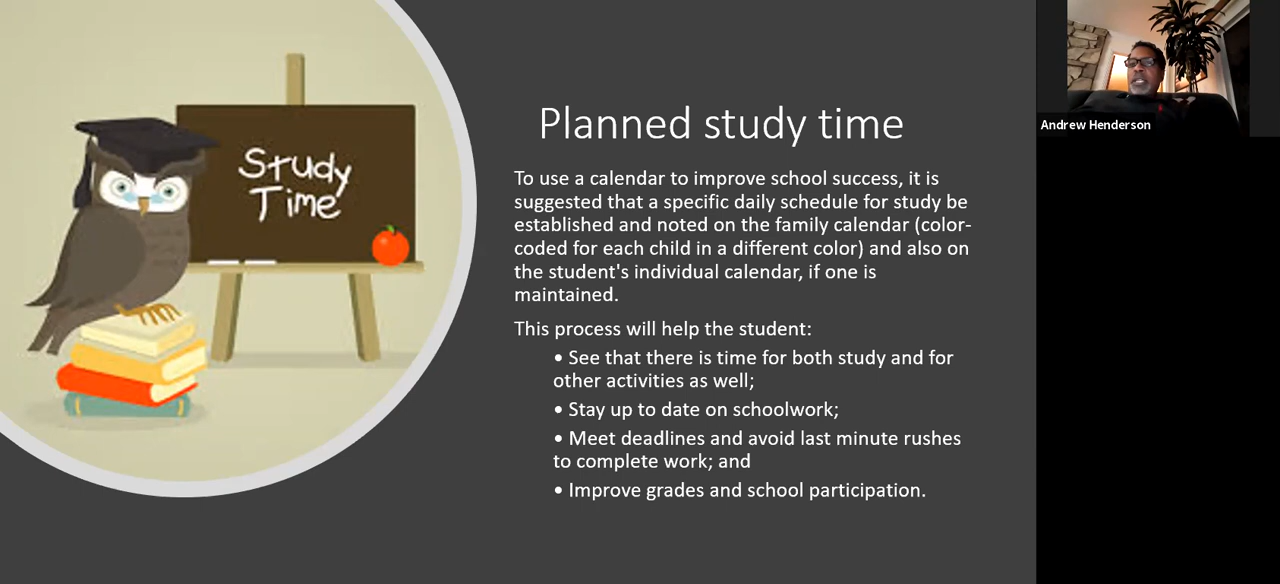 Study
Time
Planned study time
To use a calendar to improve school success, it is
suggested that a specific daily schedule for study be
established and noted on the family calendar (color-
coded for each child in a different color) and also on
the student's individual calendar, if one is
maintained.
This process will help the student:
• See that there is time for both study and for
other activities as well;
• Stay up to date on schoolwork;
• Meet deadlines and avoid last minute rushes
to complete work; and
• Improve grades and school participation.
Andrew Henderson